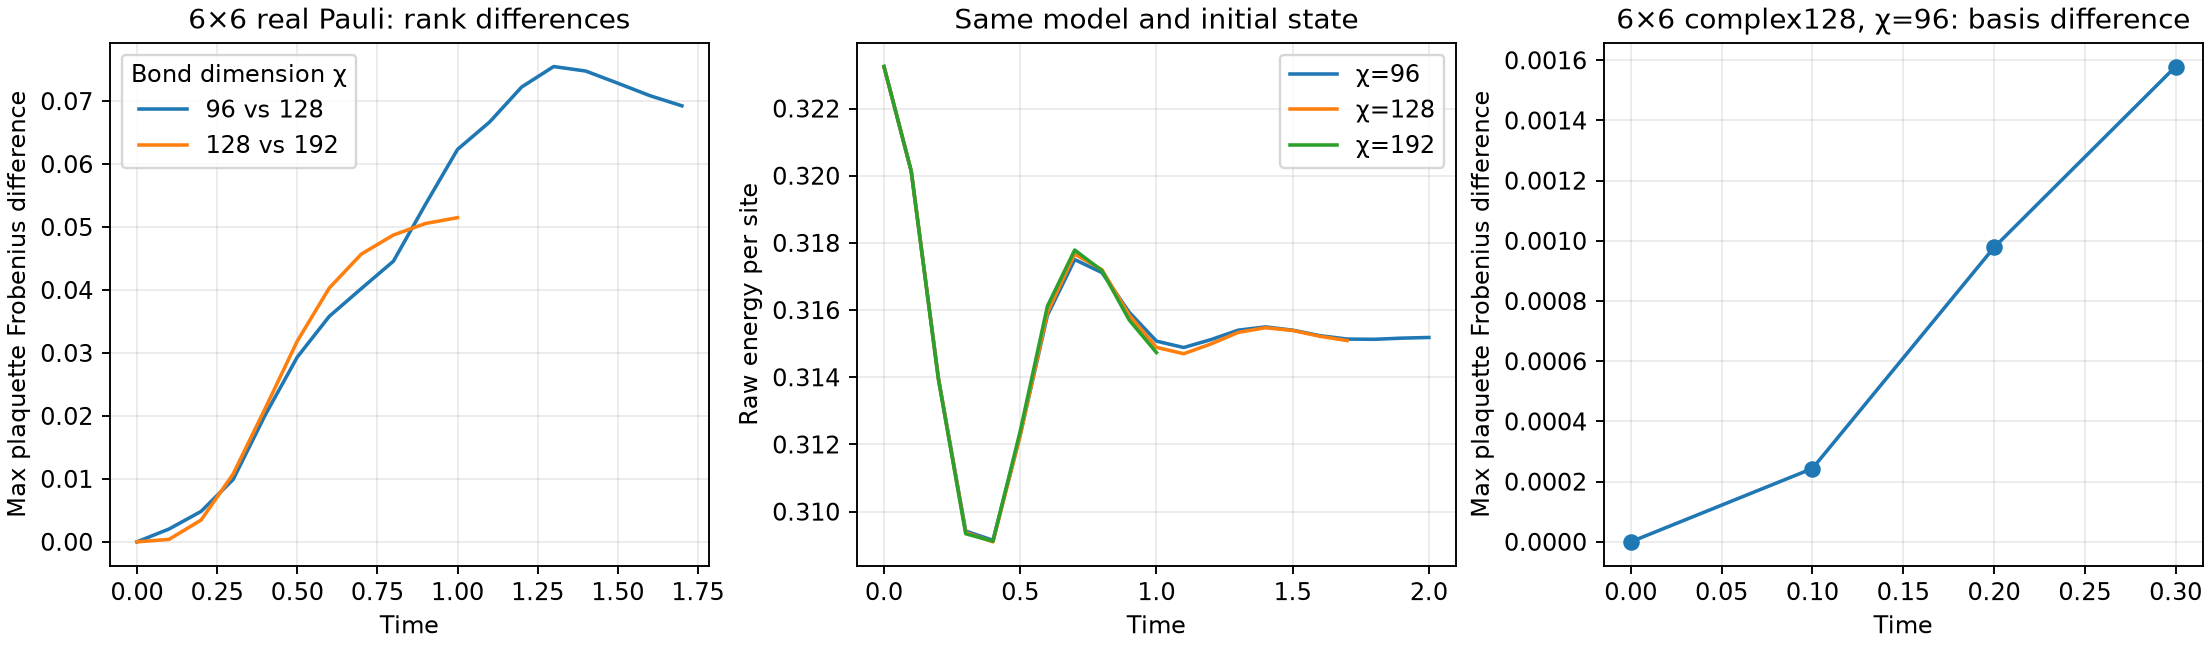 6×6 real Pauli: rank differences
Max plaquette Frobenius difference
0.07
0.06
0.05
0.04
0.03
0.02
0.01
0.00
Bond dimension χ
96 vs 128
128 vs 192
0.00 0.25 0.50 0.75 1.00 1.25 1.50 1.75
Time
Same model and initial state
Raw energy per site
0.322
0.320
0.318
0.316
0.314
0.312
0.310
χ=96
χ=128
χ=192
0.0 0.5 1.0 1.5 2.0
Time
6×6 complex128, χ=96: basis difference
Max plaquette Frobenius difference
0.0016
0.0014
0.0012
0.0010
0.0008
0.0006
0.0004
0.0002
0.0000
0.00 0.05 0.10 0.15 0.20 0.25 0.30
Time